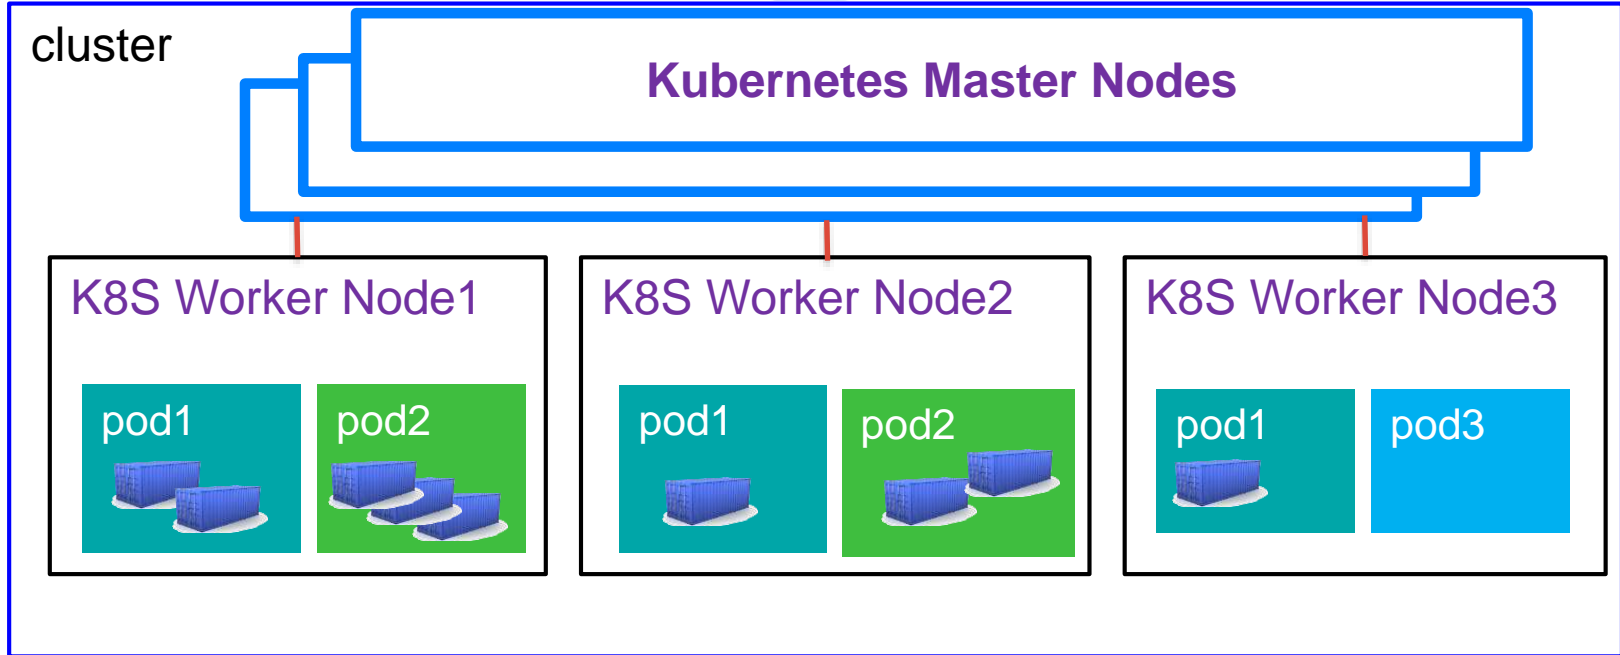 cluster
Kubernetes Master Nodes
K8S Worker Node1
K8S Worker Node2
K8S Worker Node3
pod1
pod2
pod1
pod2
pod1
pod3